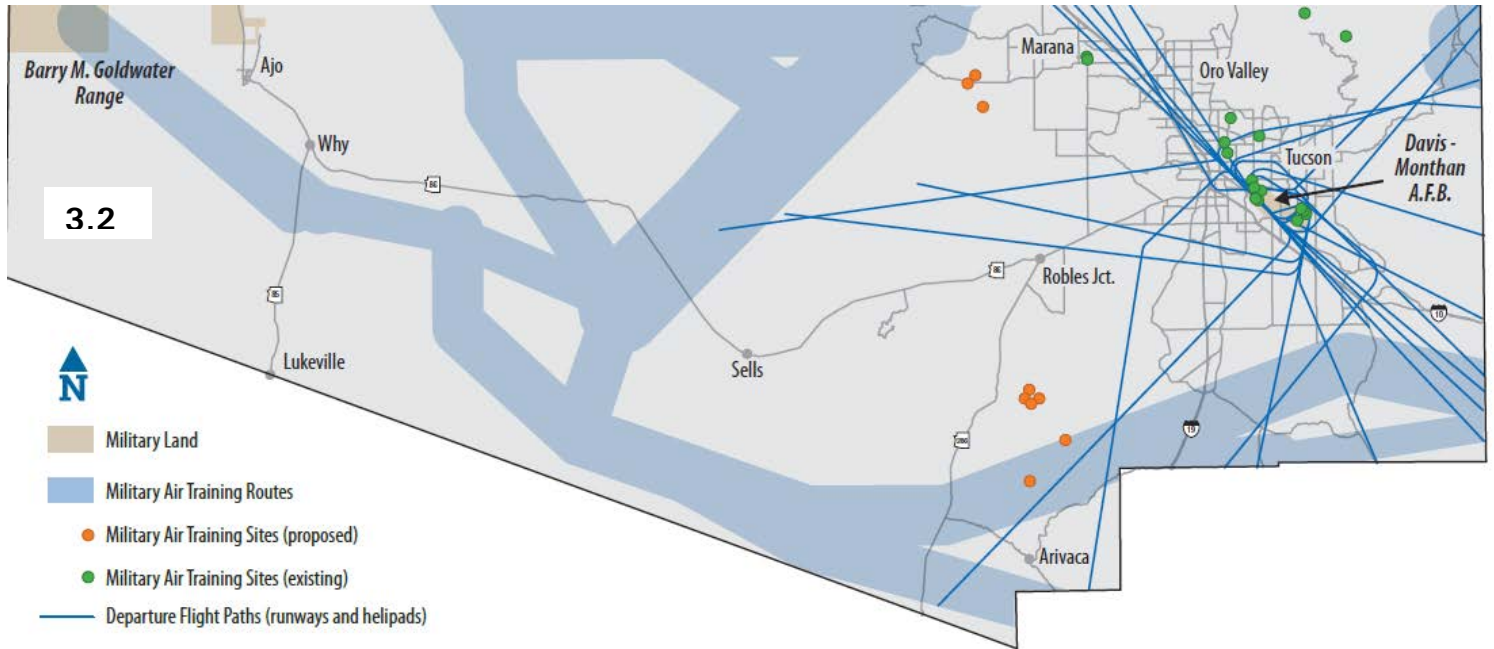 Barry M. Goldwater
Range
Ajo
Why
86
3.2
85
Lukeville
N
Sells
Marana
Oro Valley
Tucson
Davis -
Monthan
A.F.B.
86
Robles Jct.
10
19
286
Arivaca
Military Land
Military Air Training Routes
Military Air Training Sites (proposed)
Military Air Training Sites (existing)
Departure Flight Paths (runways and helipads)